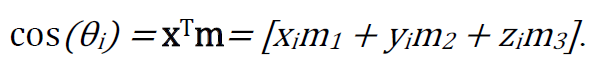 cos(θᵢ) = xᵀm = [xᵢm₁ + yᵢm₂ + zᵢm₃].